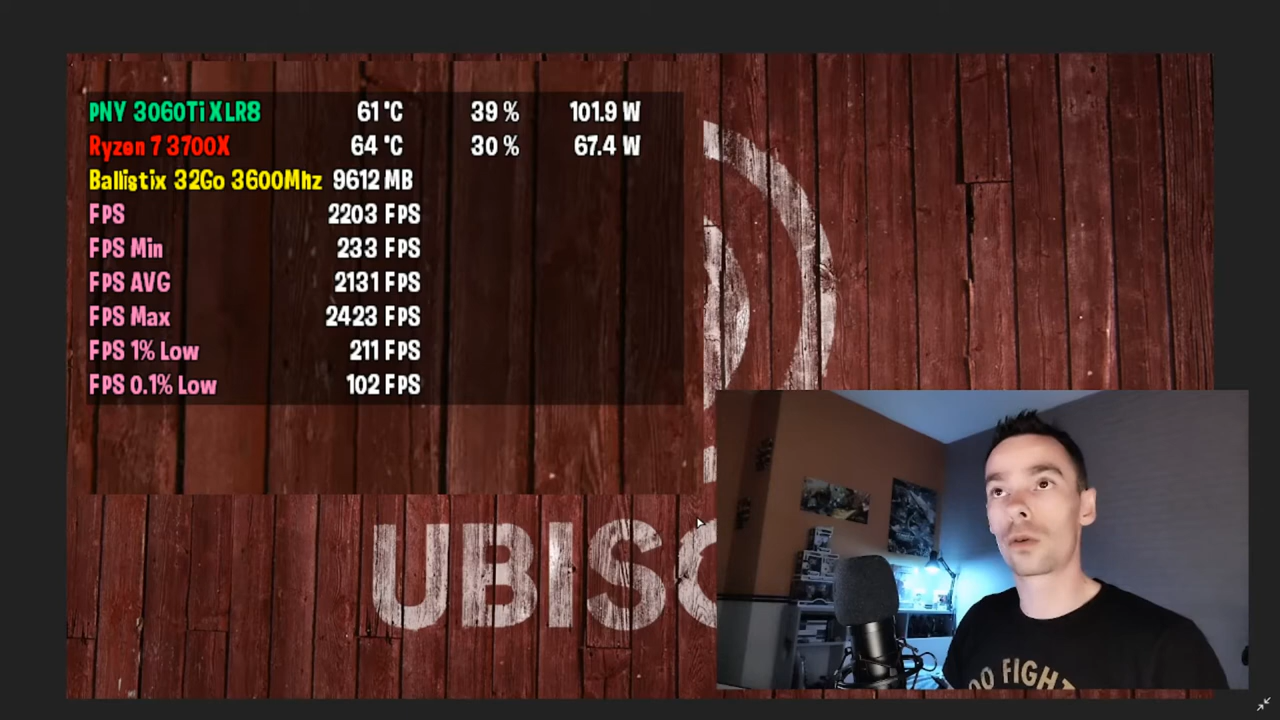 PNY 3060Ti XLR8 61 °C 39 % 101.9 W
Ryzen 7 3700X 64 °C 30 % 67.4 W
Ballistix 32Go 3600Mhz 9612 MB
FPS 2203 FPS
FPS Min 233 FPS
FPS AVG 2131 FPS
FPS Max 2423 FPS
FPS 1% Low 211 FPS
FPS 0.1% Low 102 FPS
UBISO
OO FIGHT